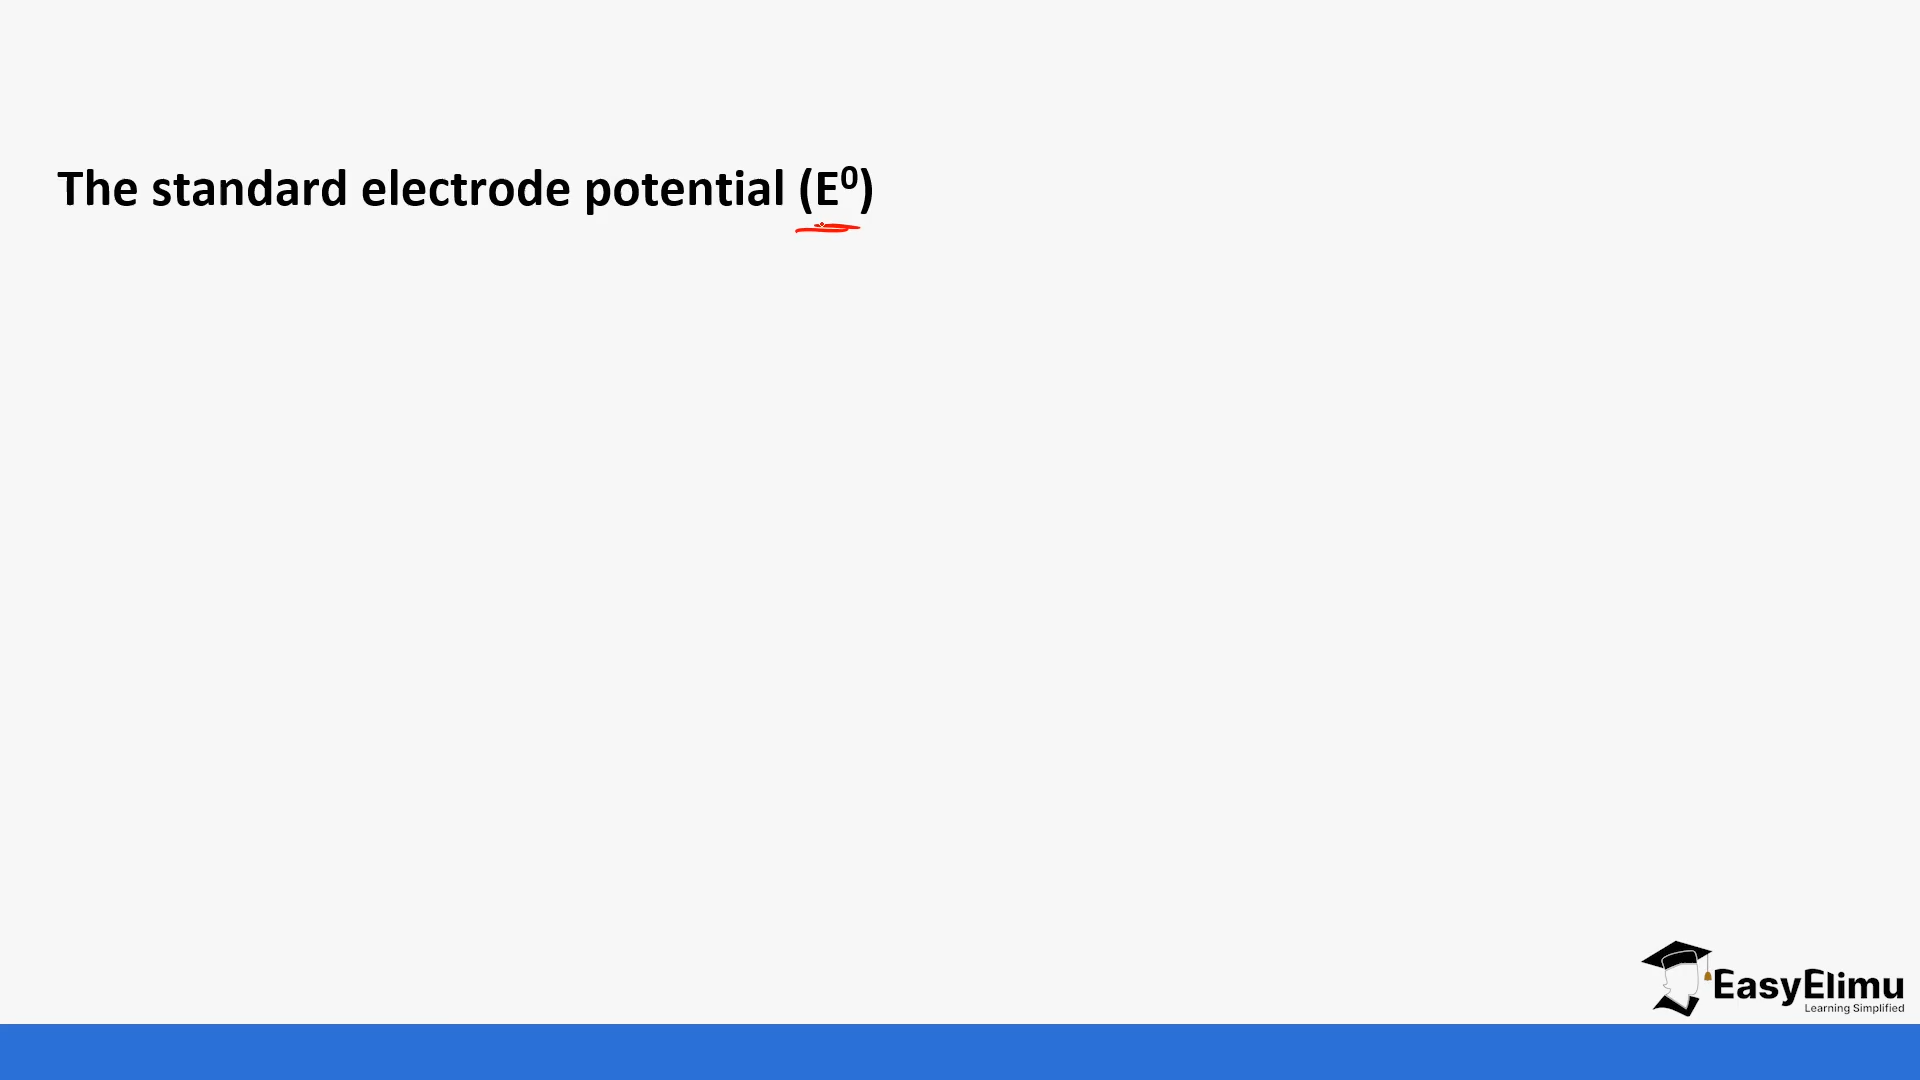 The standard electrode potential (E⁰)
EasyElimu
Learning Simplified